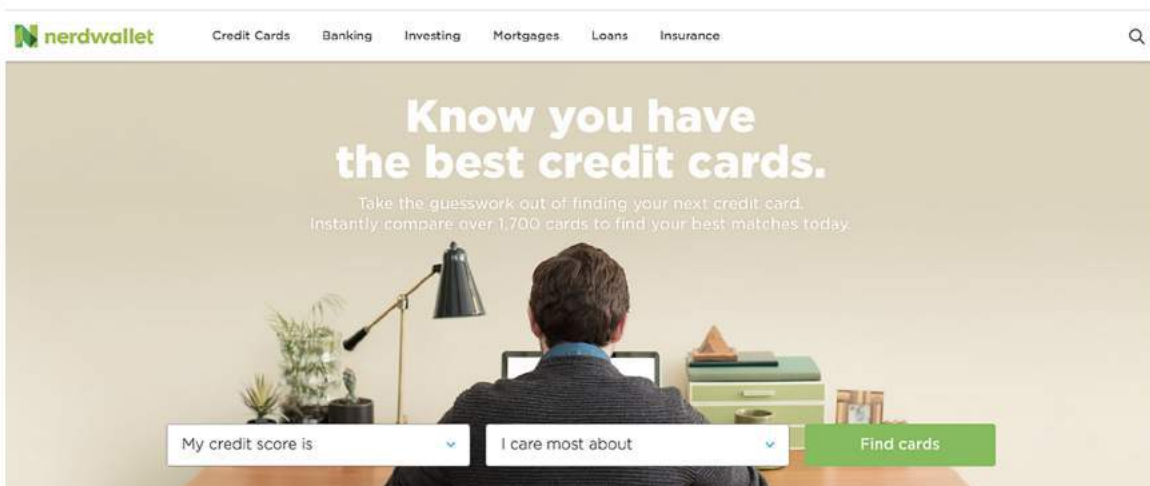 nerdwallet
Credit Cards Banking Investing Mortgages Loans Insurance
Know you have
the best credit cards.
Take the guesswork out of finding your next credit card.
Instantly compare over 1,700 cards to find your best matches today.
My credit score is
I care most about
Find cards